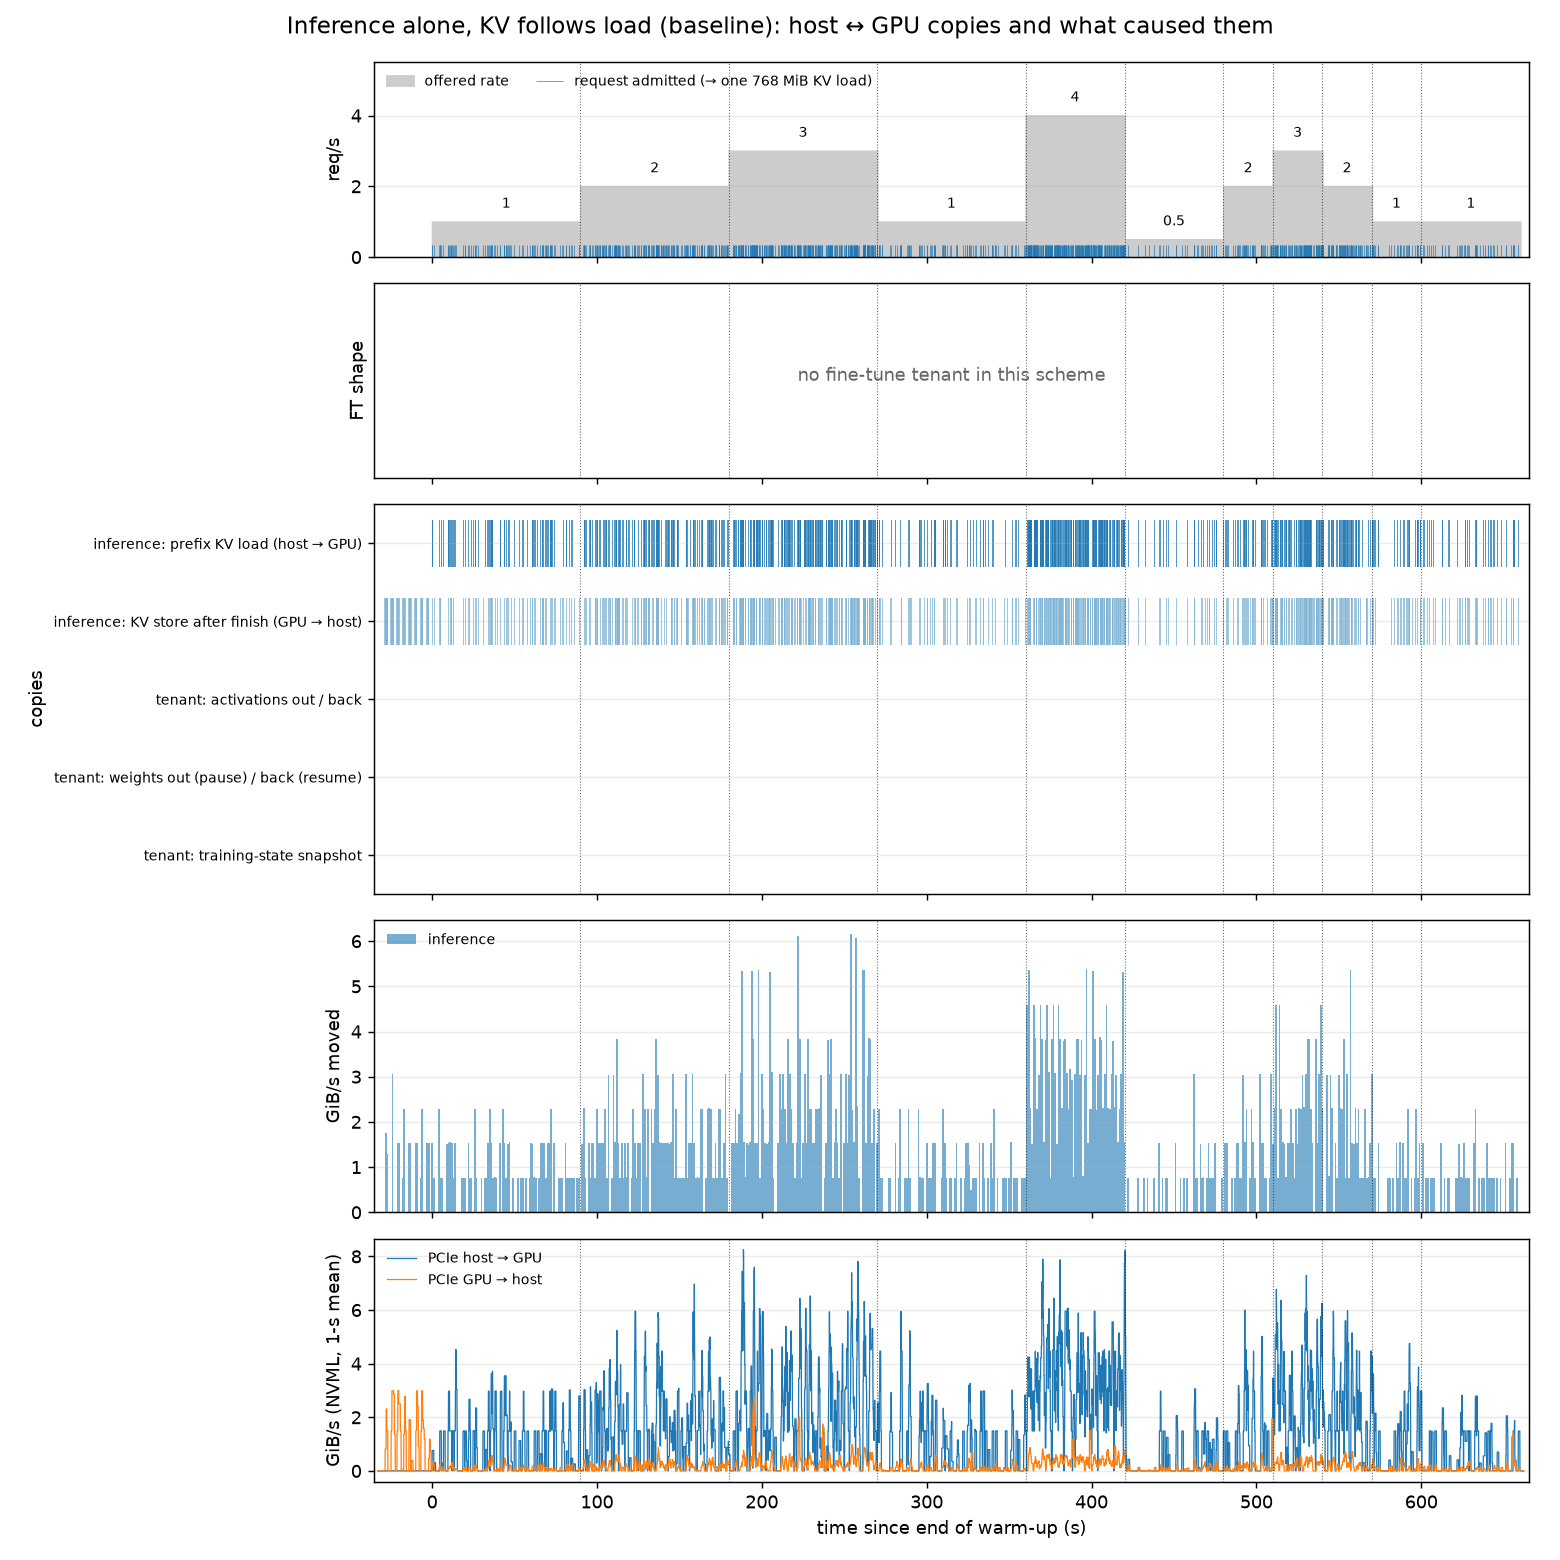 Inference alone, KV follows load (baseline): host ↔ GPU copies and what caused them
offered rate
request admitted (→ one 768 MiB KV load)
req/s
4
2
0
1
2
3
1
4
0.5
2
3
2
1
1
FT shape
no fine-tune tenant in this scheme
copies
inference: prefix KV load (host → GPU)
inference: KV store after finish (GPU → host)
tenant: activations out / back
tenant: weights out (pause) / back (resume)
tenant: training-state snapshot
GiB/s moved
inference
6
5
4
3
2
1
0
GiB/s (NVML, 1-s mean)
PCIe host → GPU
PCIe GPU → host
8
6
4
2
0
0 100 200 300 400 500 600
time since end of warm-up (s)